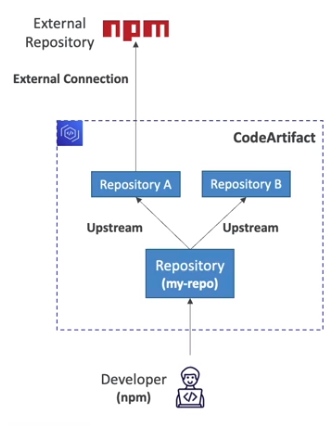 External
Repository
npm
External Connection
CodeArtifact
Repository A
Repository B
Upstream
Upstream
Repository
(my-repo)
Developer
(npm)